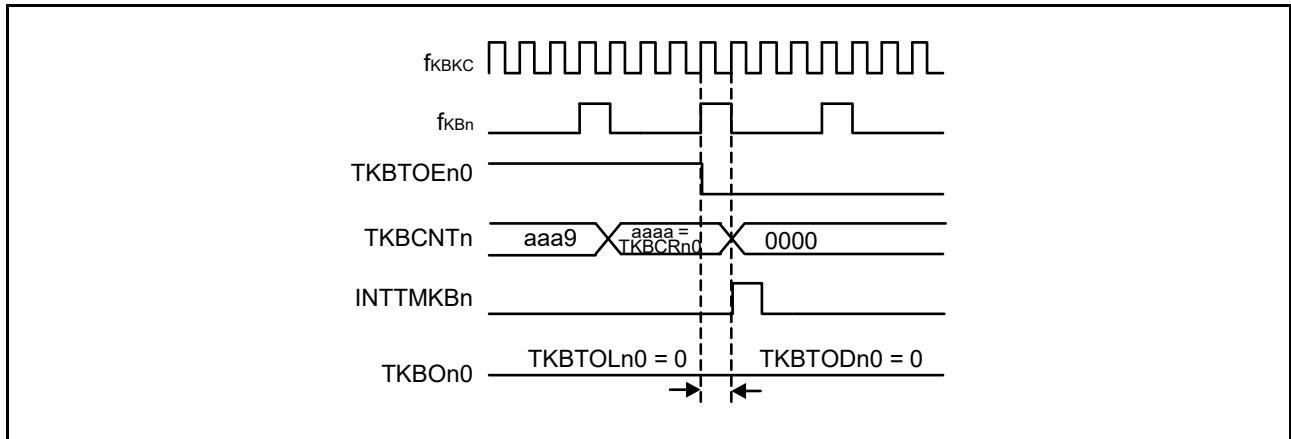 fKBKC
fKBn
TKBTOEn0
TKBCNTn aaa9 aaaa = TKBCRn0 0000
INTTMKBn
TKBTOLn0 = 0 TKBTODn0 = 0
TKBOn0